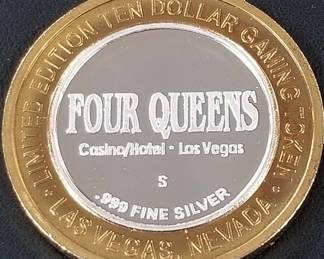 LIMITED EDITION TEN DOLLAR GAMING TOKEN
FOUR QUEENS
Casino/Hotel · Las Vegas
S
.999 FINE SILVER
· LAS VEGAS, NEVADA ·